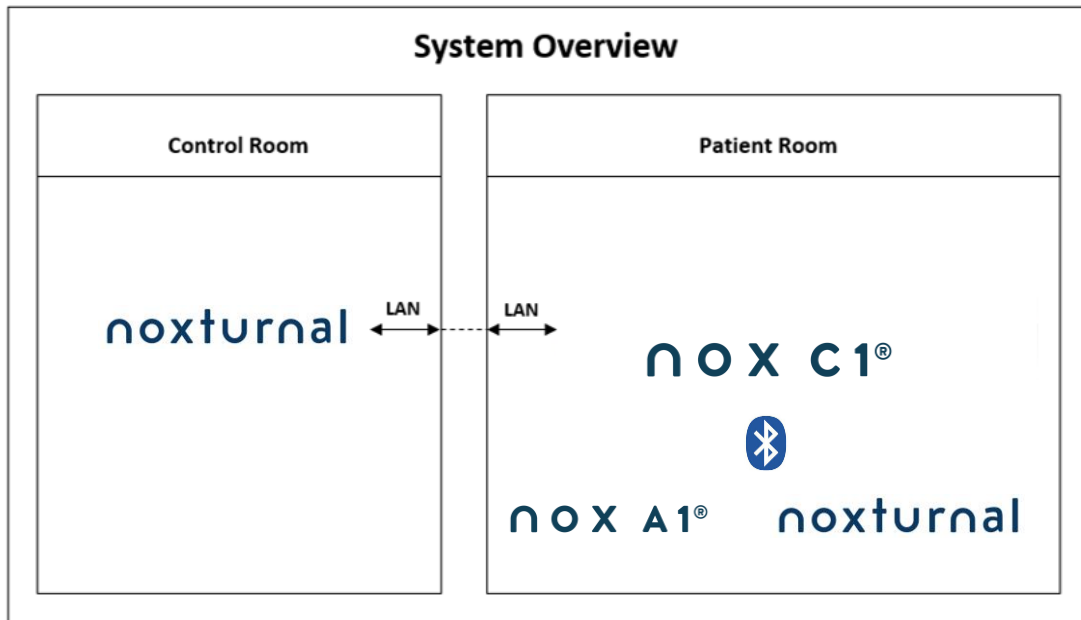 System Overview
Control Room
Patient Room
noxturnal
LAN
LAN
nox C1®
nox A1®
noxturnal